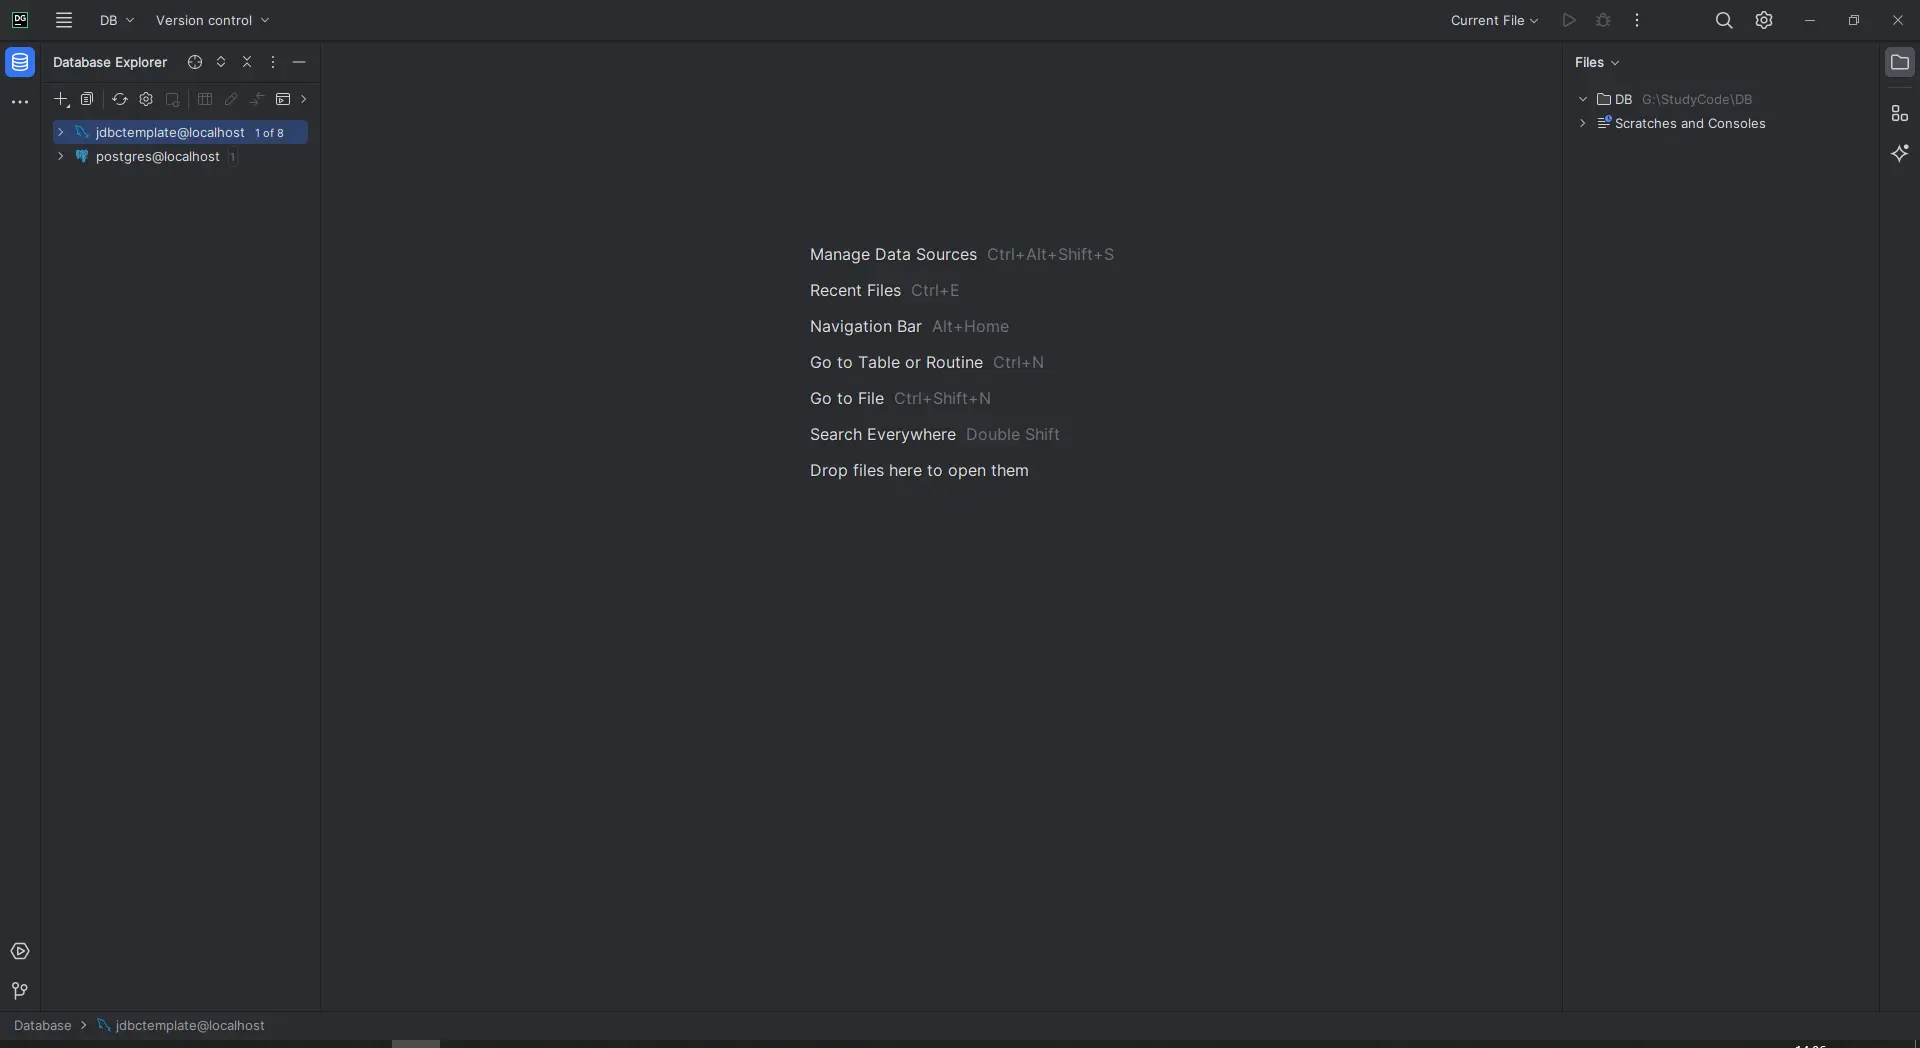 DG
DB
Version control
Current File
Database Explorer
Files
DB G:\StudyCode\DB
Scratches and Consoles
jdbctemplate@localhost 1 of 8
postgres@localhost 1
Manage Data Sources Ctrl+Alt+Shift+S
Recent Files Ctrl+E
Navigation Bar Alt+Home
Go to Table or Routine Ctrl+N
Go to File Ctrl+Shift+N
Search Everywhere Double Shift
Drop files here to open them
Database
jdbctemplate@localhost